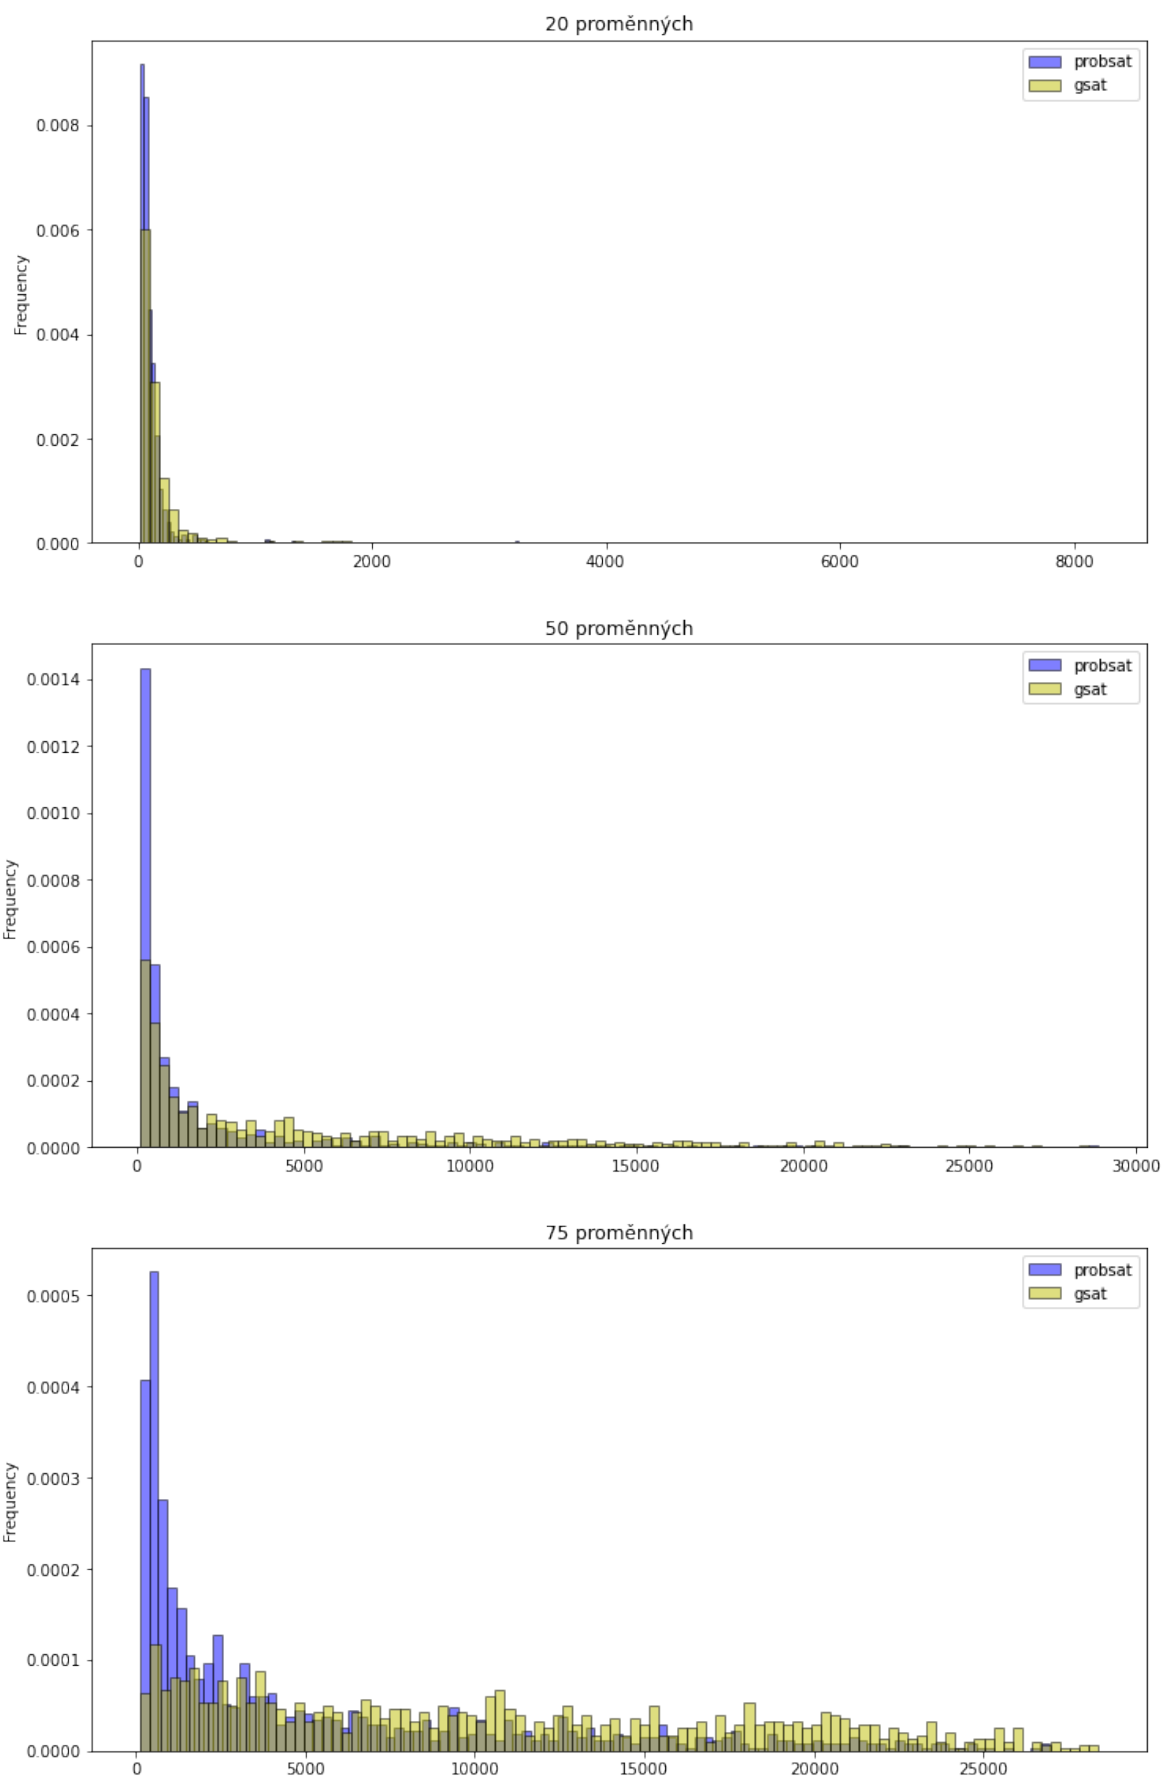 20 proměnných
probsat
gsat
Frequency
0.008
0.006
0.004
0.002
0.000
0 2000 4000 6000 8000
50 proměnných
probsat
gsat
Frequency
0.0014
0.0012
0.0010
0.0008
0.0006
0.0004
0.0002
0.0000
0 5000 10000 15000 20000 25000 30000
75 proměnných
probsat
gsat
Frequency
0.0005
0.0004
0.0003
0.0002
0.0001
0.0000
0 5000 10000 15000 20000 25000